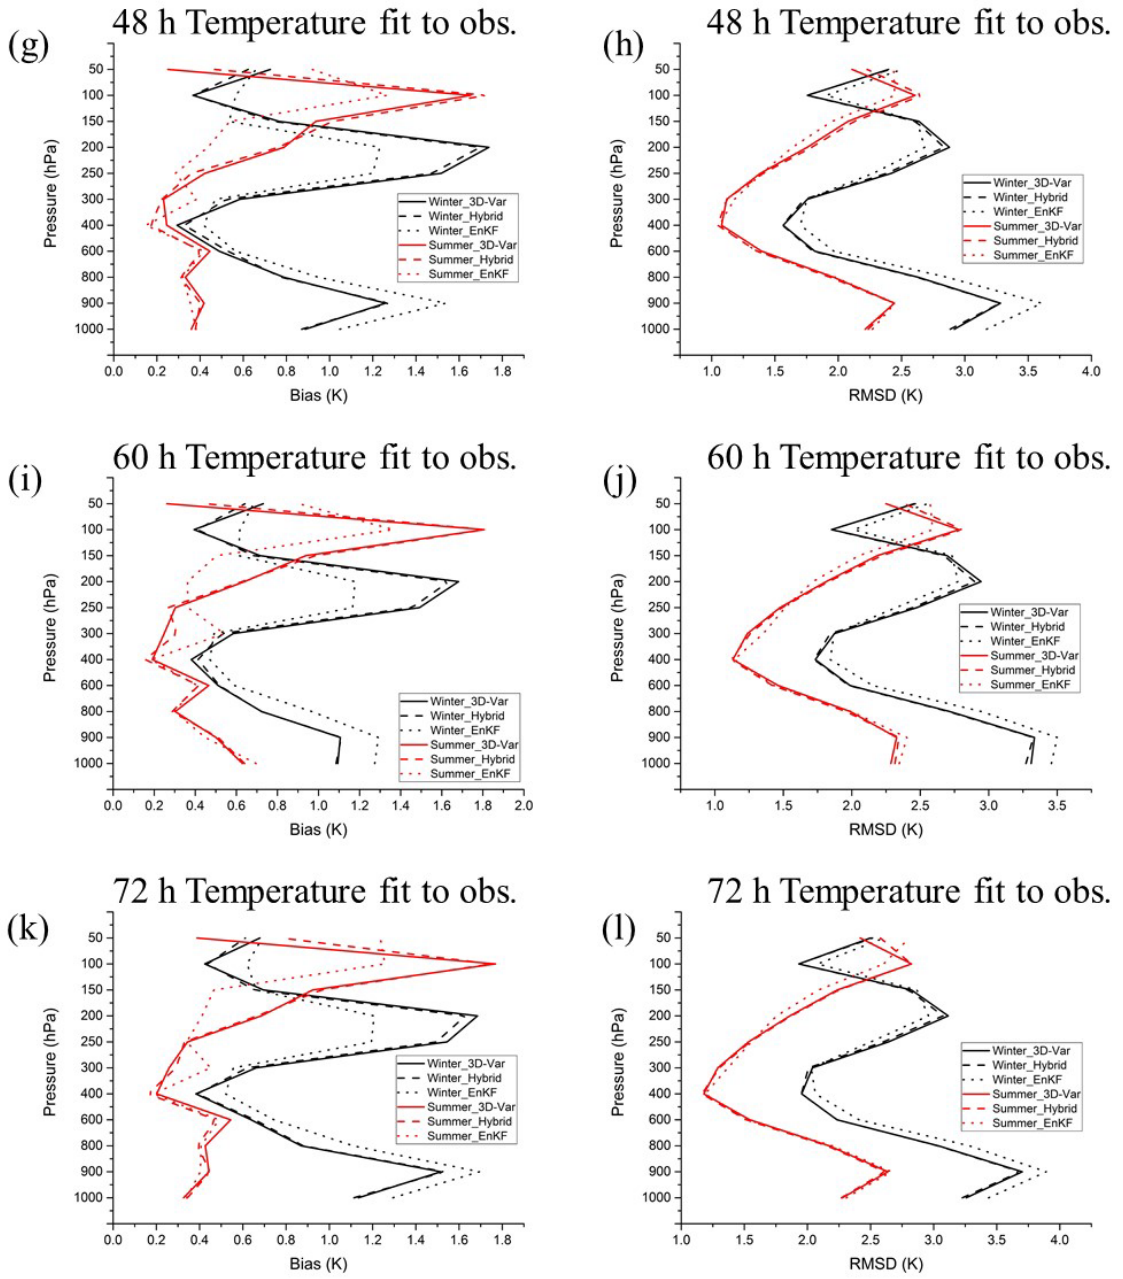 (g)
48 h Temperature fit to obs.
50
100
150
200
250
300
400
600
800
900
1000
Pressure (hPa)
Winter_3D-Var
Winter_Hybrid
Winter_EnKF
Summer_3D-Var
Summer_Hybrid
Summer_EnKF
0.0 0.2 0.4 0.6 0.8 1.0 1.2 1.4 1.6 1.8
Bias (K)
(h)
48 h Temperature fit to obs.
50
100
150
200
250
300
400
600
800
900
1000
Pressure (hPa)
Winter_3D-Var
Winter_Hybrid
Winter_EnKF
Summer_3D-Var
Summer_Hybrid
Summer_EnKF
1.0 1.5 2.0 2.5 3.0 3.5 4.0
RMSD (K)
(i)
60 h Temperature fit to obs.
50
100
150
200
250
300
400
600
800
900
1000
Pressure (hPa)
Winter_3D-Var
Winter_Hybrid
Winter_EnKF
Summer_3D-Var
Summer_Hybrid
Summer_EnKF
0.0 0.2 0.4 0.6 0.8 1.0 1.2 1.4 1.6 1.8 2.0
Bias (K)
(j)
60 h Temperature fit to obs.
50
100
150
200
250
300
400
600
800
900
1000
Pressure (hPa)
Winter_3D-Var
Winter_Hybrid
Winter_EnKF
Summer_3D-Var
Summer_Hybrid
Summer_EnKF
1.0 1.5 2.0 2.5 3.0 3.5
RMSD (K)
(k)
72 h Temperature fit to obs.
50
100
150
200
250
300
400
600
800
900
1000
Pressure (hPa)
Winter_3D-Var
Winter_Hybrid
Winter_EnKF
Summer_3D-Var
Summer_Hybrid
Summer_EnKF
0.0 0.2 0.4 0.6 0.8 1.0 1.2 1.4 1.6 1.8
Bias (K)
(l)
72 h Temperature fit to obs.
50
100
150
200
250
300
400
600
800
900
1000
Pressure (hPa)
Winter_3D-Var
Winter_Hybrid
Winter_EnKF
Summer_3D-Var
Summer_Hybrid
Summer_EnKF
1.0 1.5 2.0 2.5 3.0 3.5 4.0
RMSD (K)